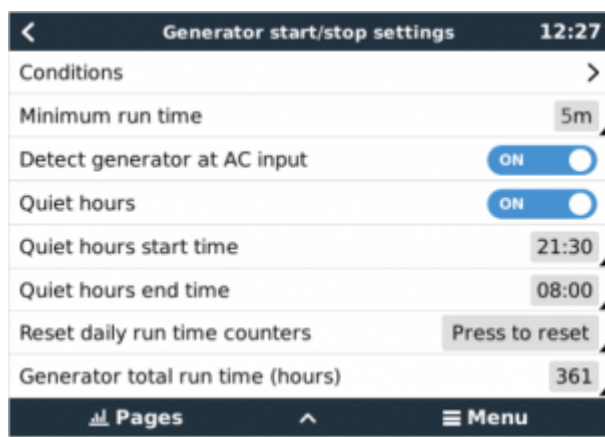 Generator start/stop settings 12:27
Conditions
Minimum run time 5m
Detect generator at AC input ON
Quiet hours ON
Quiet hours start time 21:30
Quiet hours end time 08:00
Reset daily run time counters Press to reset
Generator total run time (hours) 361
Pages Menu